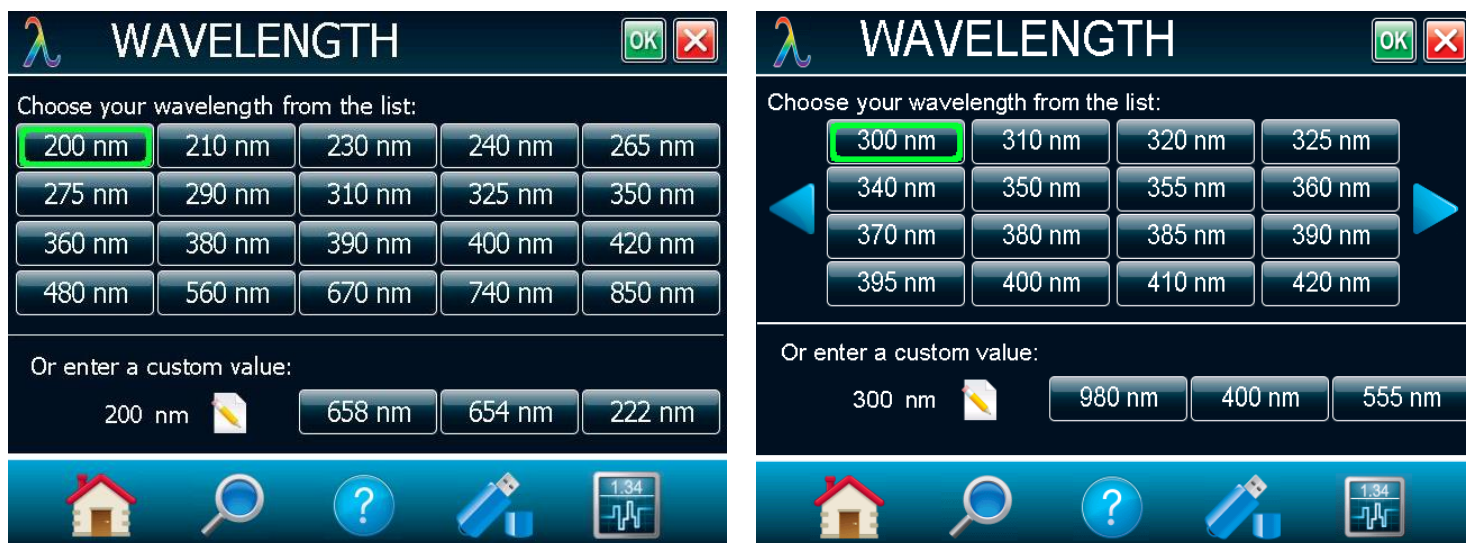 λ WAVELENGTH OK
Choose your wavelength from the list:
200 nm 210 nm 230 nm 240 nm 265 nm
275 nm 290 nm 310 nm 325 nm 350 nm
360 nm 380 nm 390 nm 400 nm 420 nm
480 nm 560 nm 670 nm 740 nm 850 nm
Or enter a custom value:
200 nm 658 nm 654 nm 222 nm
?
1.34
λ WAVELENGTH OK
Choose your wavelength from the list:
300 nm 310 nm 320 nm 325 nm
340 nm 350 nm 355 nm 360 nm
370 nm 380 nm 385 nm 390 nm
395 nm 400 nm 410 nm 420 nm
Or enter a custom value:
300 nm 980 nm 400 nm 555 nm
?
1.34